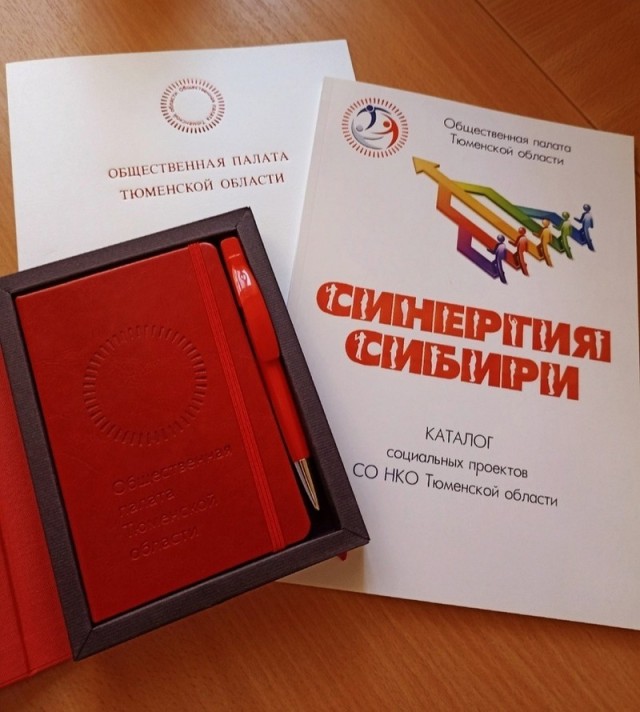 ОБЩЕСТВЕННАЯ ПАЛАТА
ТЮМЕНСКОЙ ОБЛАСТИ
Общественная палата
Тюменской области
СИНЕРГИЯ
СИБИРИ
КАТАЛОГ
социальных проектов
СО НКО Тюменской области
Общественная
палата
Тюменской
области